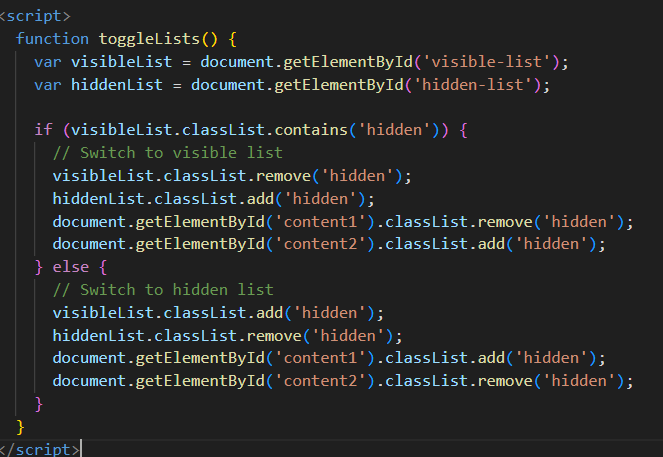 <script>
function toggleLists() {
var visibleList = document.getElementById('visible-list');
var hiddenList = document.getElementById('hidden-list');
if (visibleList.classList.contains('hidden')) {
// Switch to visible list
visibleList.classList.remove('hidden');
hiddenList.classList.add('hidden');
document.getElementById('content1').classList.remove('hidden');
document.getElementById('content2').classList.add('hidden');
} else {
// Switch to hidden list
visibleList.classList.add('hidden');
hiddenList.classList.remove('hidden');
document.getElementById('content1').classList.add('hidden');
document.getElementById('content2').classList.remove('hidden');
}
}
</script>